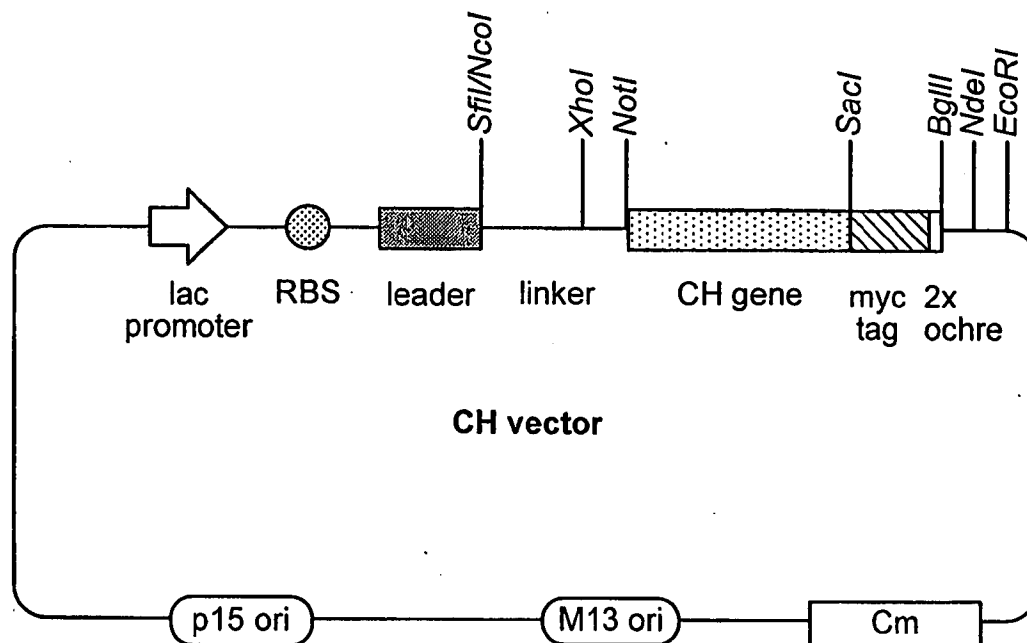 SfiI/NcoI
XhoI
NotI
SacI
BglII
NdeI
EcoRI
lac
promoter
RBS
leader
linker
CH gene
myc
tag
2x
ochre
CH vector
p15 ori
M13 ori
Cm